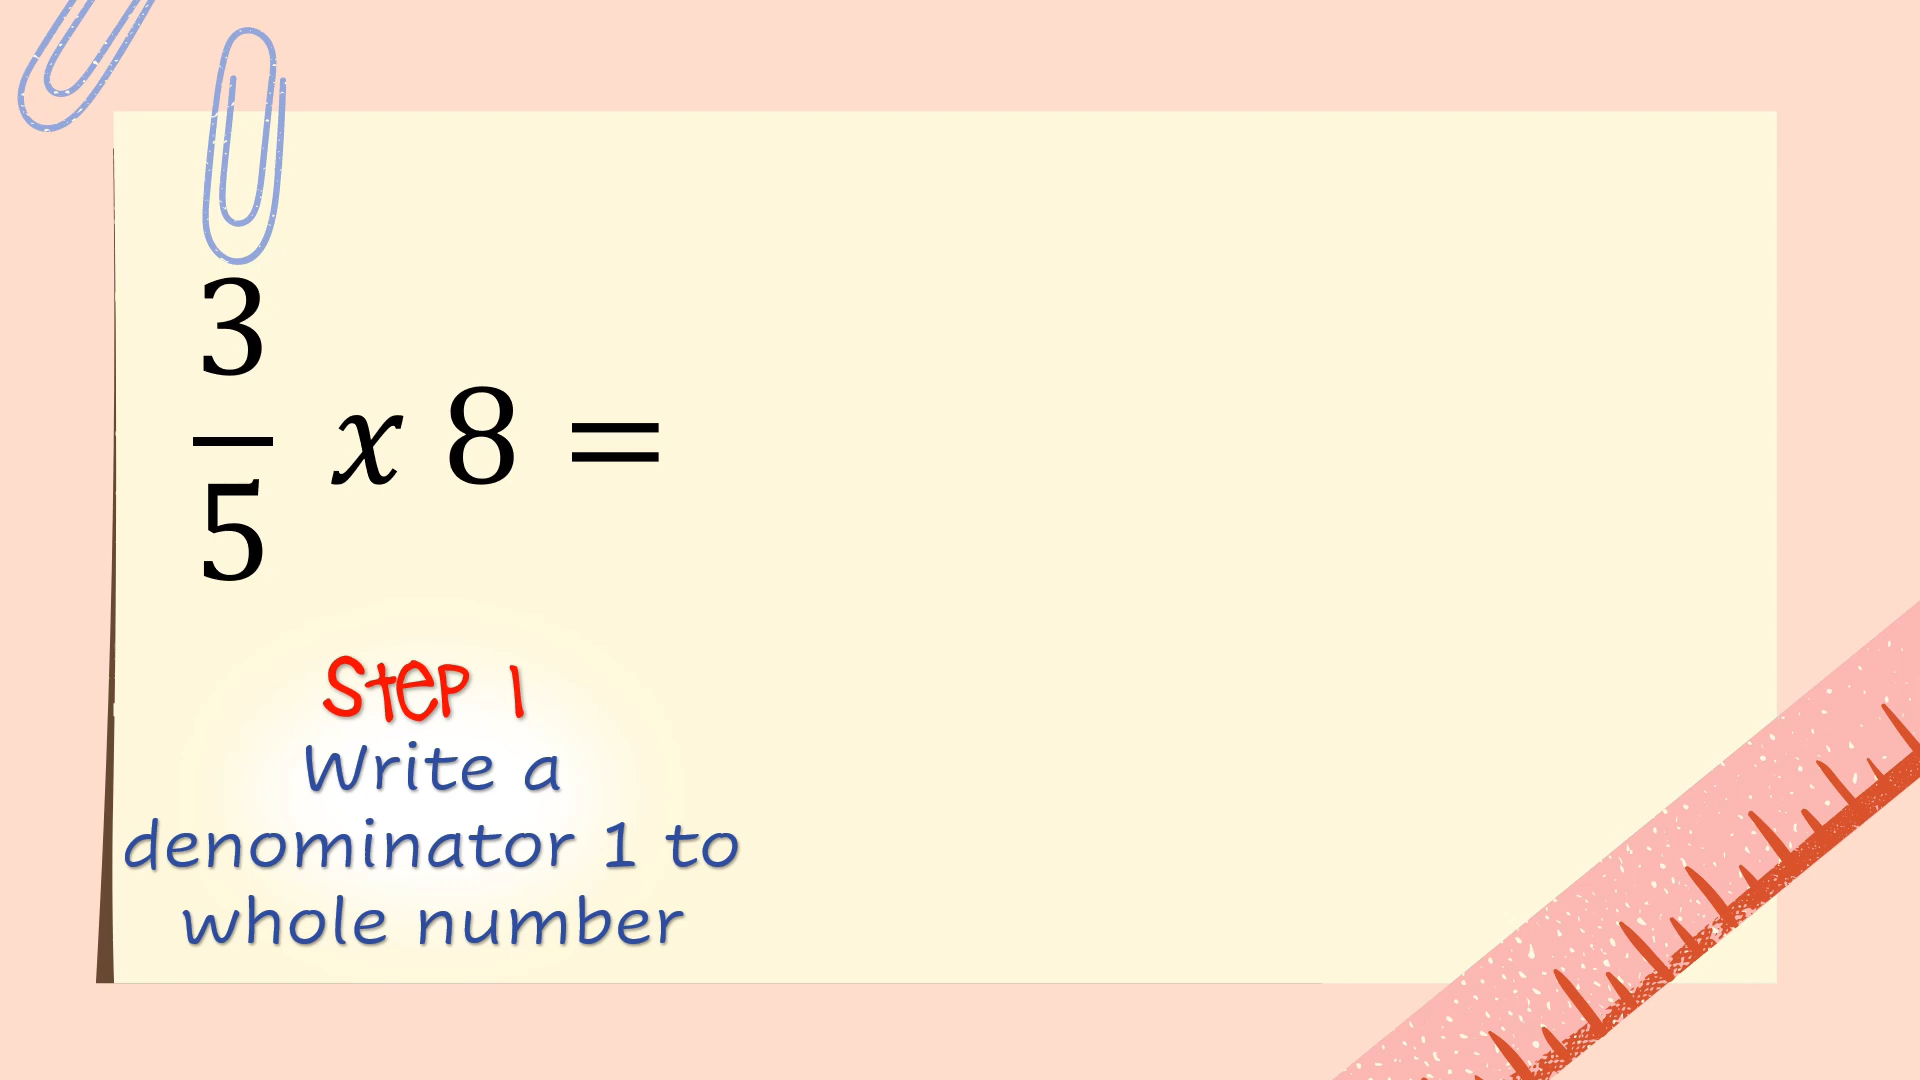 3
x 8 =
5
Step 1
Write a
denominator 1 to
whole number